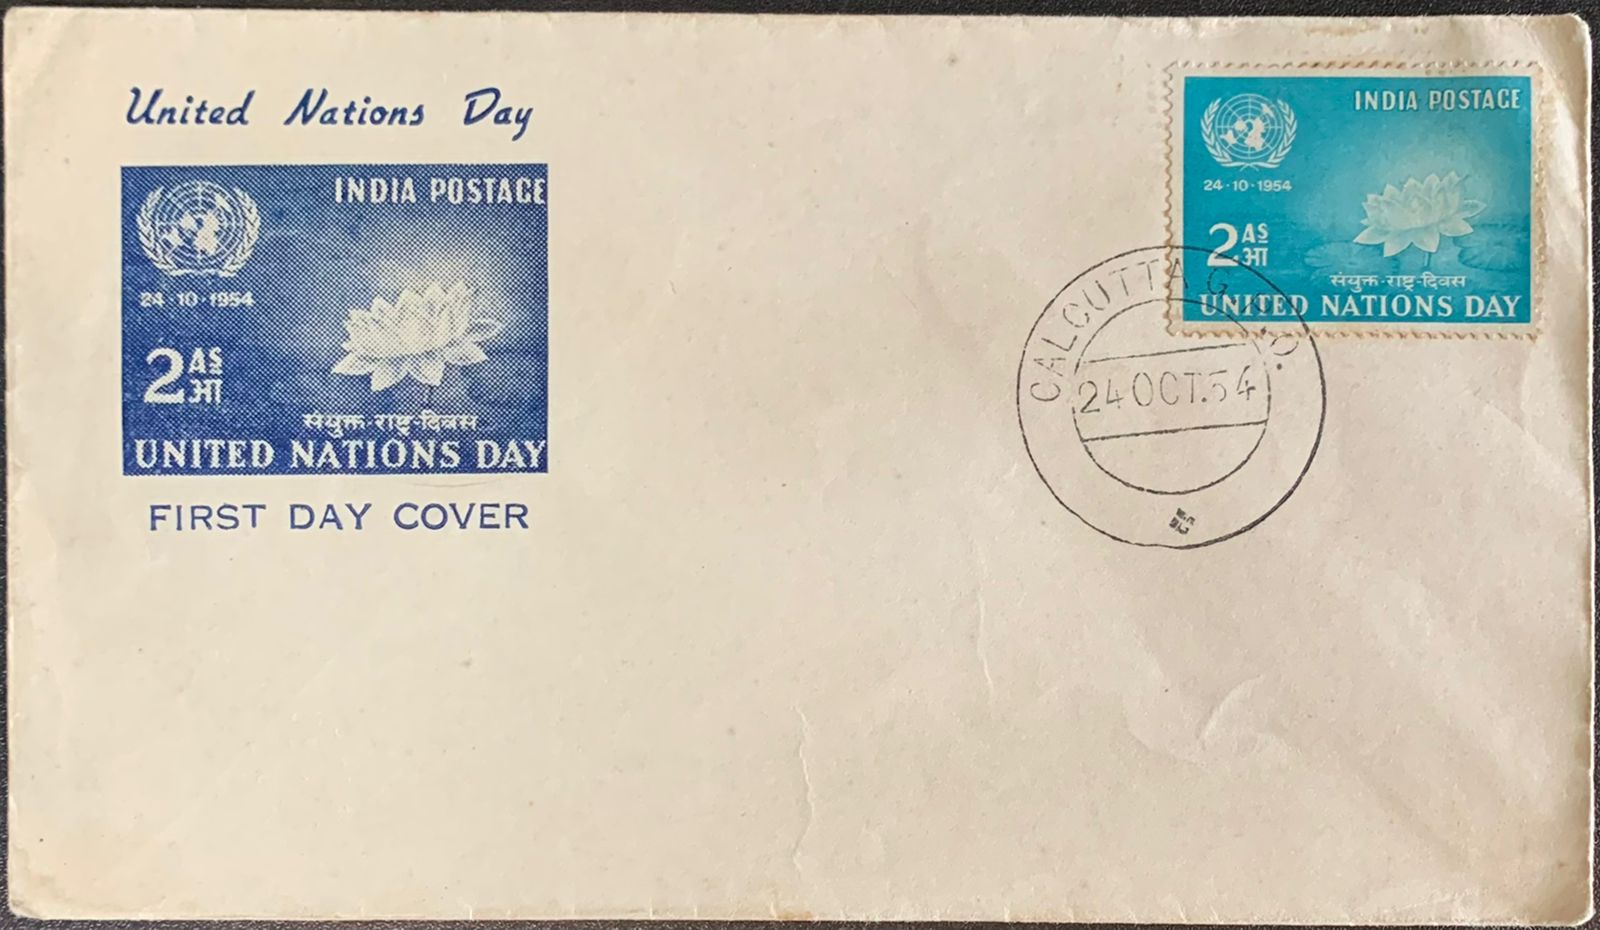 United Nations Day
INDIA POSTAGE
24·10·1954
2 AS
आ
संयुक्त-राष्ट्र-दिवस
UNITED NATIONS DAY
FIRST DAY COVER
INDIA POSTAGE
24·10·1954
2 AS
आ
संयुक्त-राष्ट्र-दिवस
UNITED NATIONS DAY
CALCUTTA G.P.O.
24 OCT.54